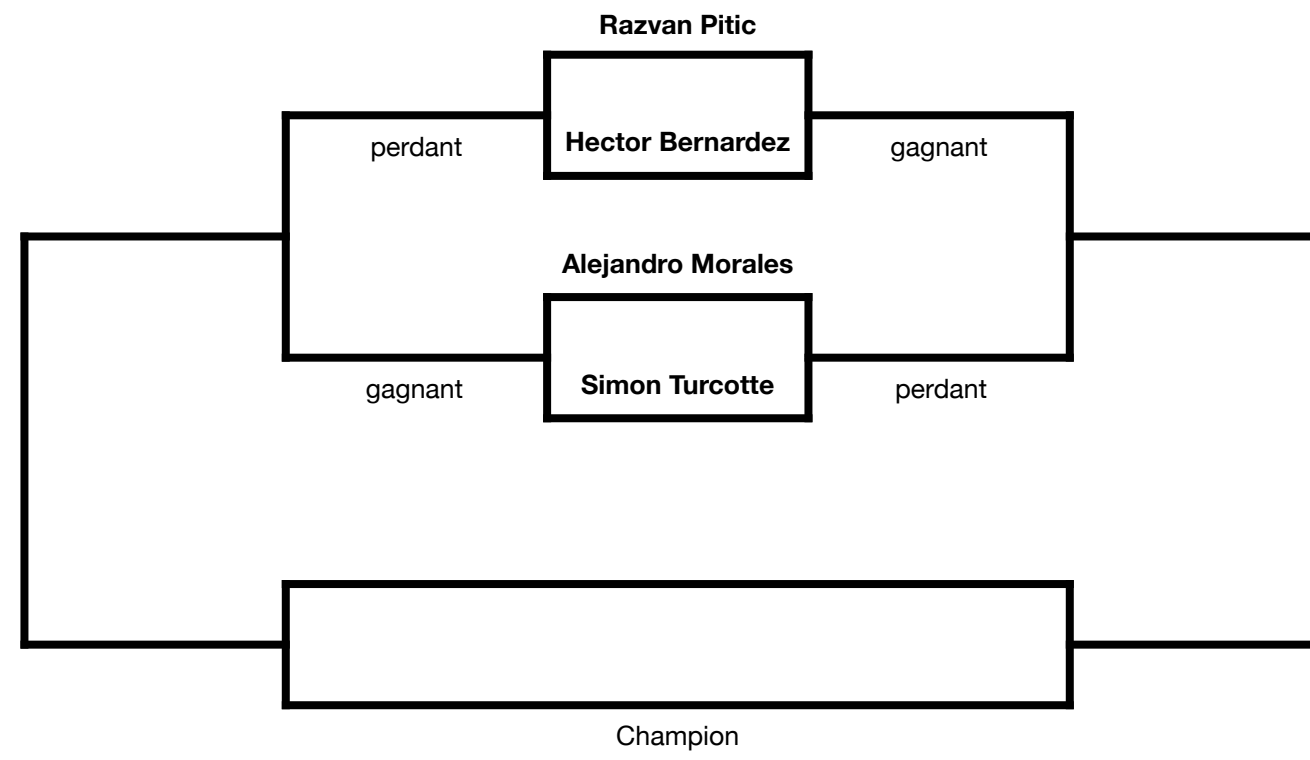 Razvan Pitic
perdant
Hector Bernardez
gagnant
Alejandro Morales
gagnant
Simon Turcotte
perdant
Champion